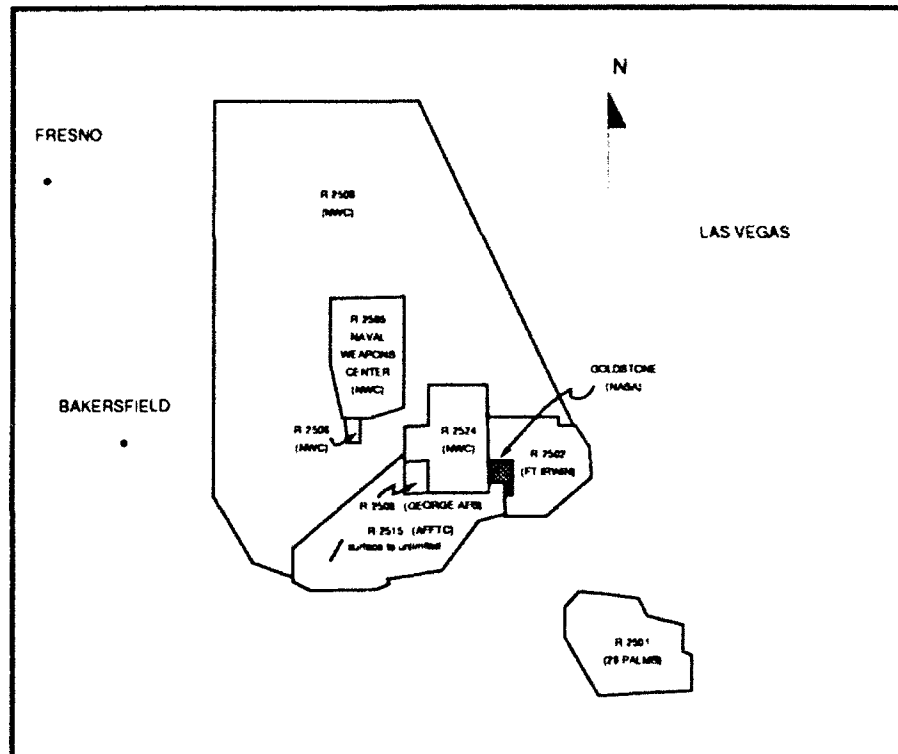 N
FRESNO
R 2508
(NWC)
LAS VEGAS
R 2505
NAVAL
WEAPONS
CENTER
(NWC)
GOLDSTONE
(NASA)
BAKERSFIELD
R 2506
(NWC)
R 2524
(NWC)
R 2502
(FT IRWIN)
(GEORGE AFB)
R 2515 (AFFTC)
surface to unlimited
R 2501
(29 PALMS)